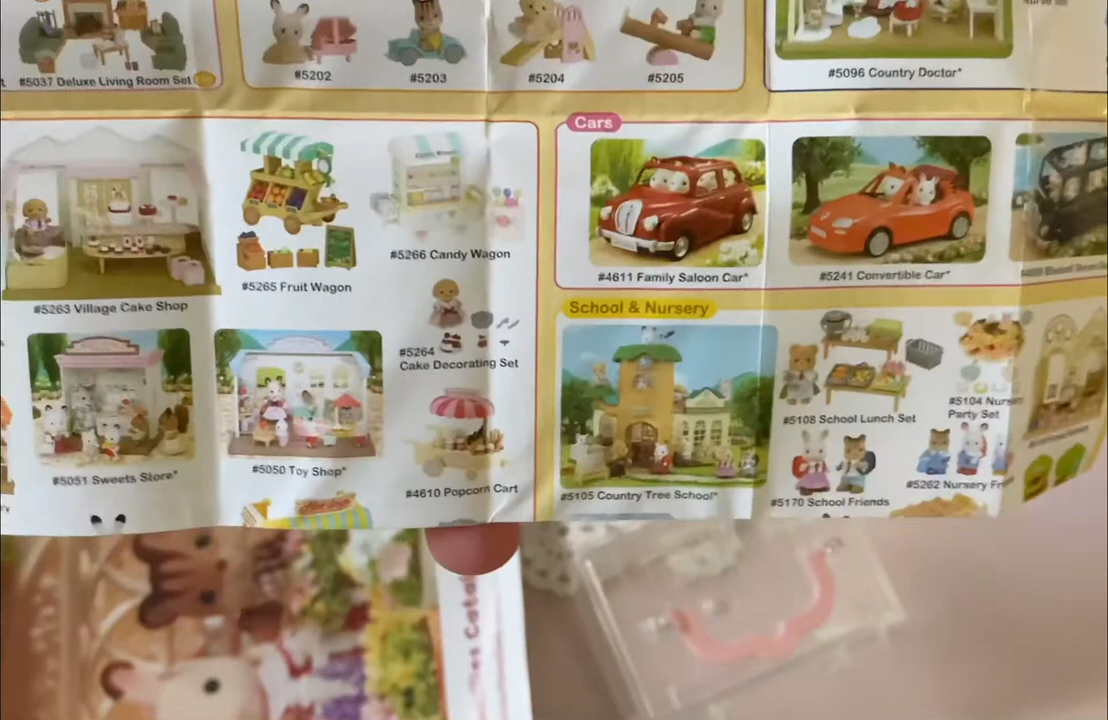 #5037 Deluxe Living Room Set
#5202
#5203
#5204
#5205
#5096 Country Doctor*
#5263 Village Cake Shop
#5265 Fruit Wagon
#5266 Candy Wagon
#5264
Cake Decorating Set
#5051 Sweets Store*
#5050 Toy Shop*
#4610 Popcorn Cart
Cars
#4611 Family Saloon Car*
#5241 Convertible Car*
School & Nursery
#5105 Country Tree School*
#5108 School Lunch Set
#5104
Party Set
#5170 School Friends
#5262 Nursery